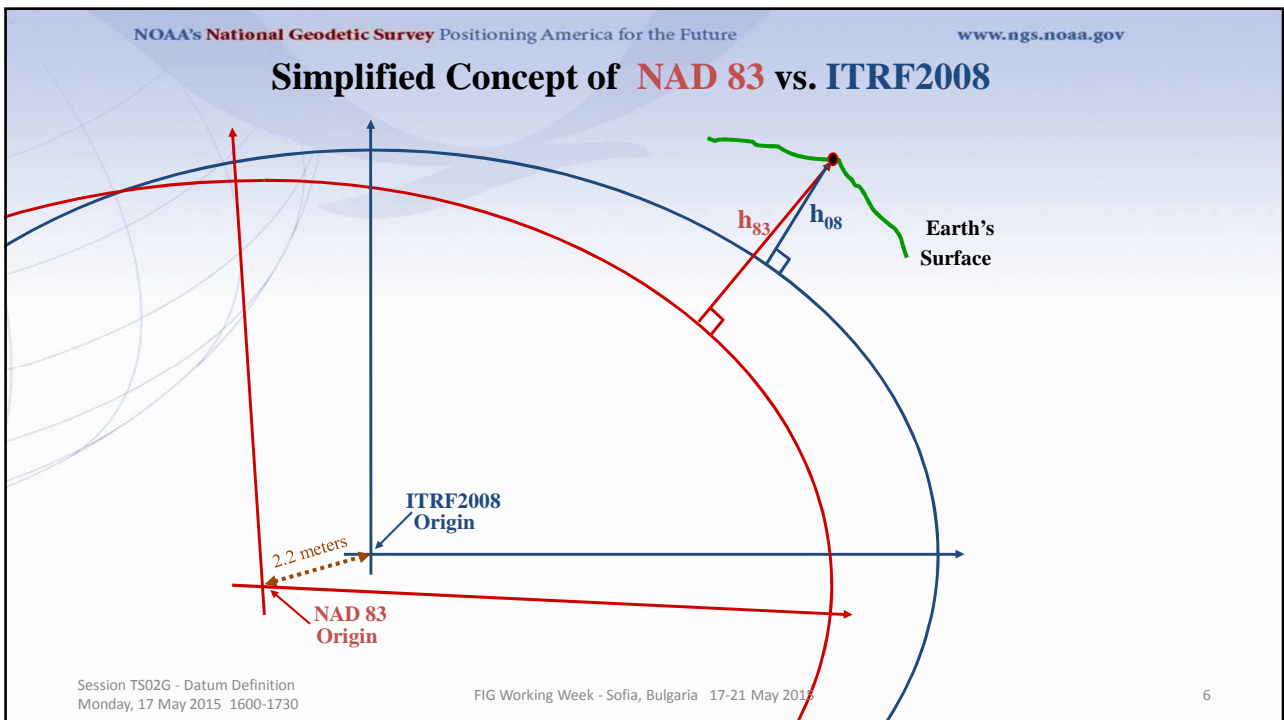 NOAA's National Geodetic Survey Positioning America for the Future
www.ngs.noaa.gov
Simplified Concept of NAD 83 vs. ITRF2008
h83
h08
Earth's
Surface
ITRF2008
Origin
2.2 meters
NAD 83
Origin
Session TS02G - Datum Definition
Monday, 17 May 2015 1600-1730
FIG Working Week - Sofia, Bulgaria 17-21 May 2015
6